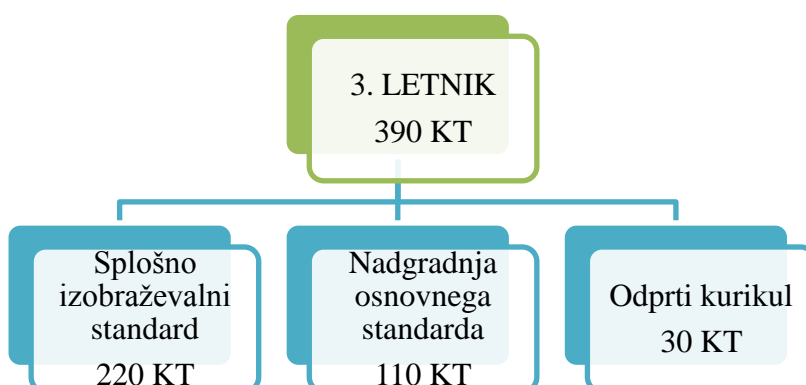 3. LETNIK
390 KT
Splošno
izobraževalni
standard
220 KT
Nadgradnja
osnovnega
standarda
110 KT
Odprti kurikul
30 KT